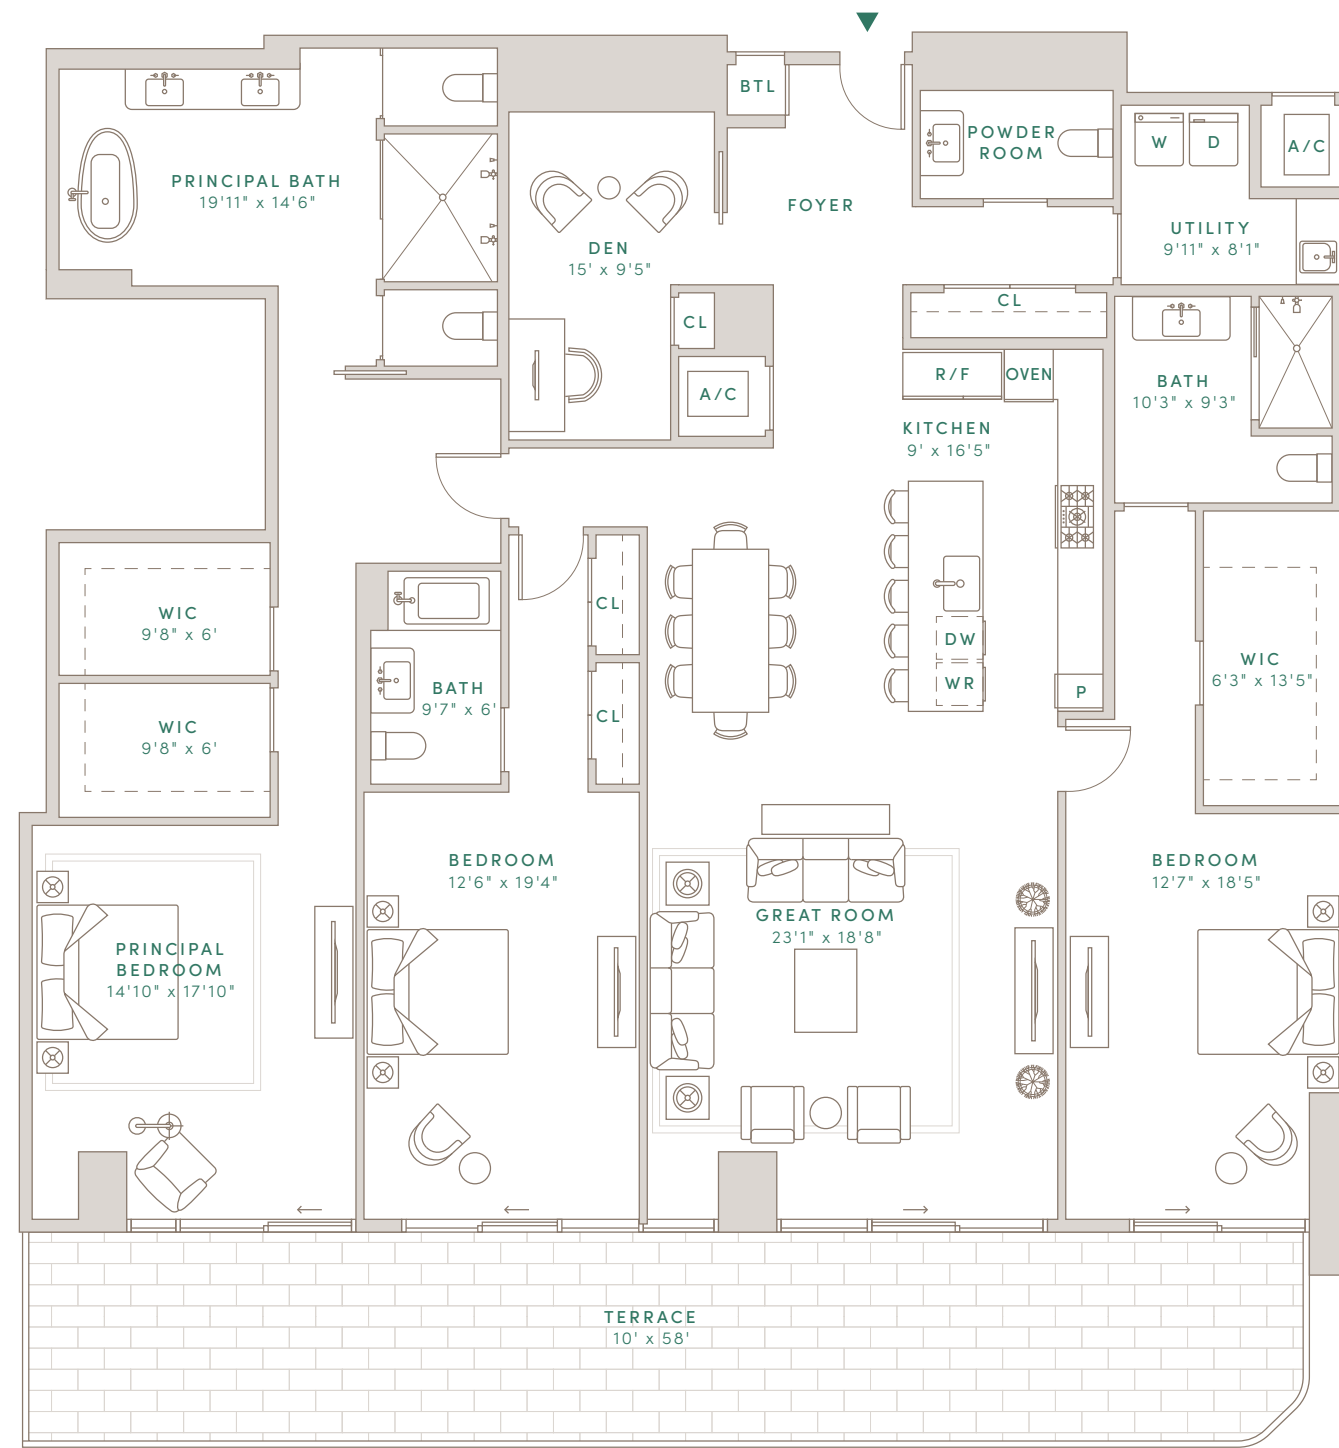 BTL
POWDER
ROOM
W
D
A/C
PRINCIPAL BATH
19'11" x 14'6"
FOYER
UTILITY
9'11" x 8'1"
DEN
15' x 9'5"
CL
CL
R/F
OVEN
A/C
BATH
10'3" x 9'3"
KITCHEN
9' x 16'5"
WIC
9'8" x 6'
CL
DW
WR
P
WIC
6'3" x 13'5"
BATH
9'7" x 6'
CL
WIC
9'8" x 6'
BEDROOM
12'6" x 19'4"
BEDROOM
12'7" x 18'5"
GREAT ROOM
23'1" x 18'8"
PRINCIPAL
BEDROOM
14'10" x 17'10"
TERRACE
10' x 58'